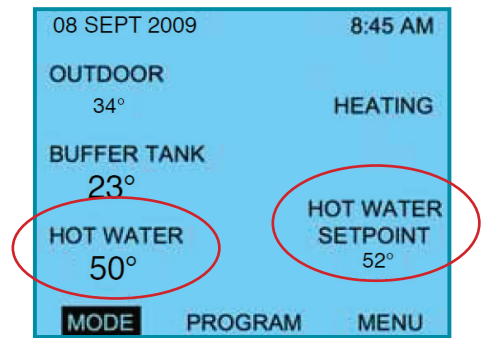 08 SEPT 2009 8:45 AM
OUTDOOR
34°
HEATING
BUFFER TANK
23°
HOT WATER
SETPOINT
52°
HOT WATER
50°
MODE PROGRAM MENU